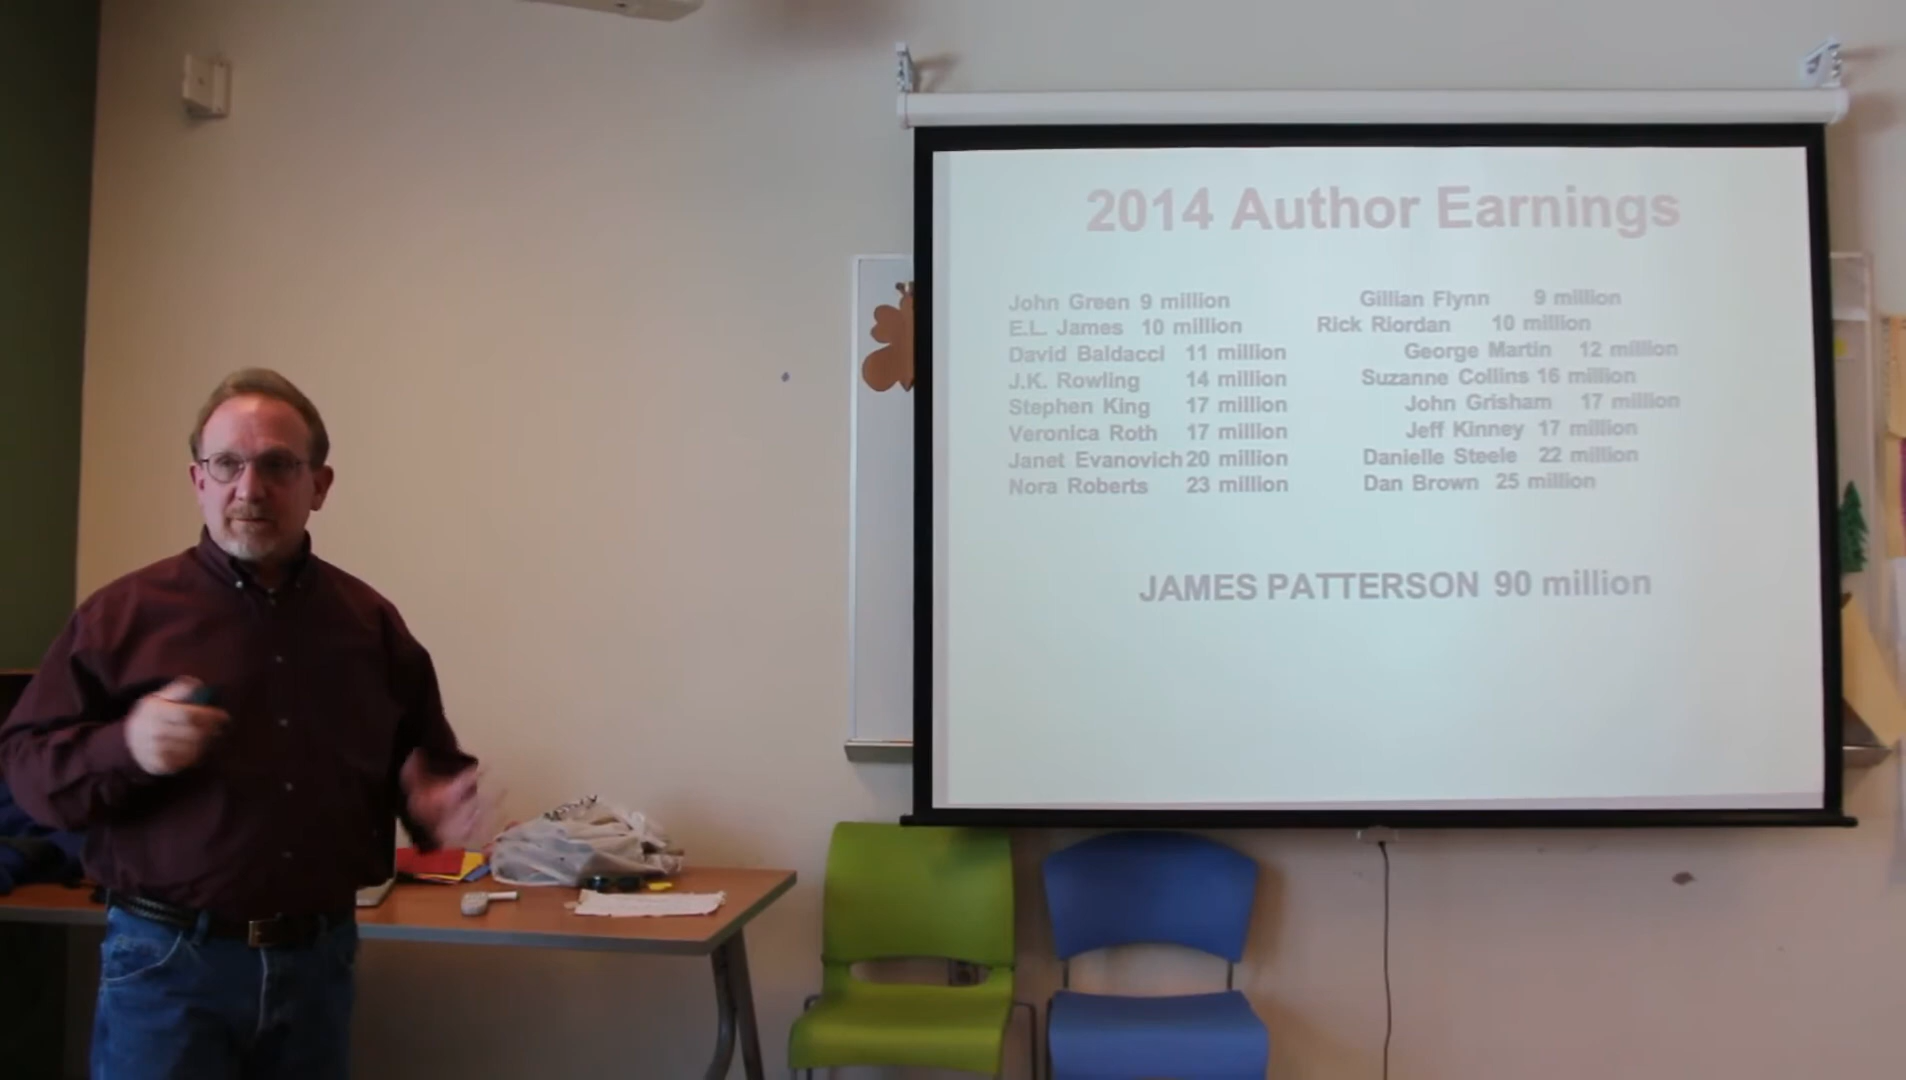 2014 Author Earnings
John Green 9 million Gillian Flynn 9 million
E.L. James 10 million Rick Riordan 10 million
David Baldacci 11 million George Martin 12 million
J.K. Rowling 14 million Suzanne Collins 16 million
Stephen King 17 million John Grisham 17 million
Veronica Roth 17 million Jeff Kinney 17 million
Janet Evanovich 20 million Danielle Steele 22 million
Nora Roberts 23 million Dan Brown 25 million
JAMES PATTERSON 90 million